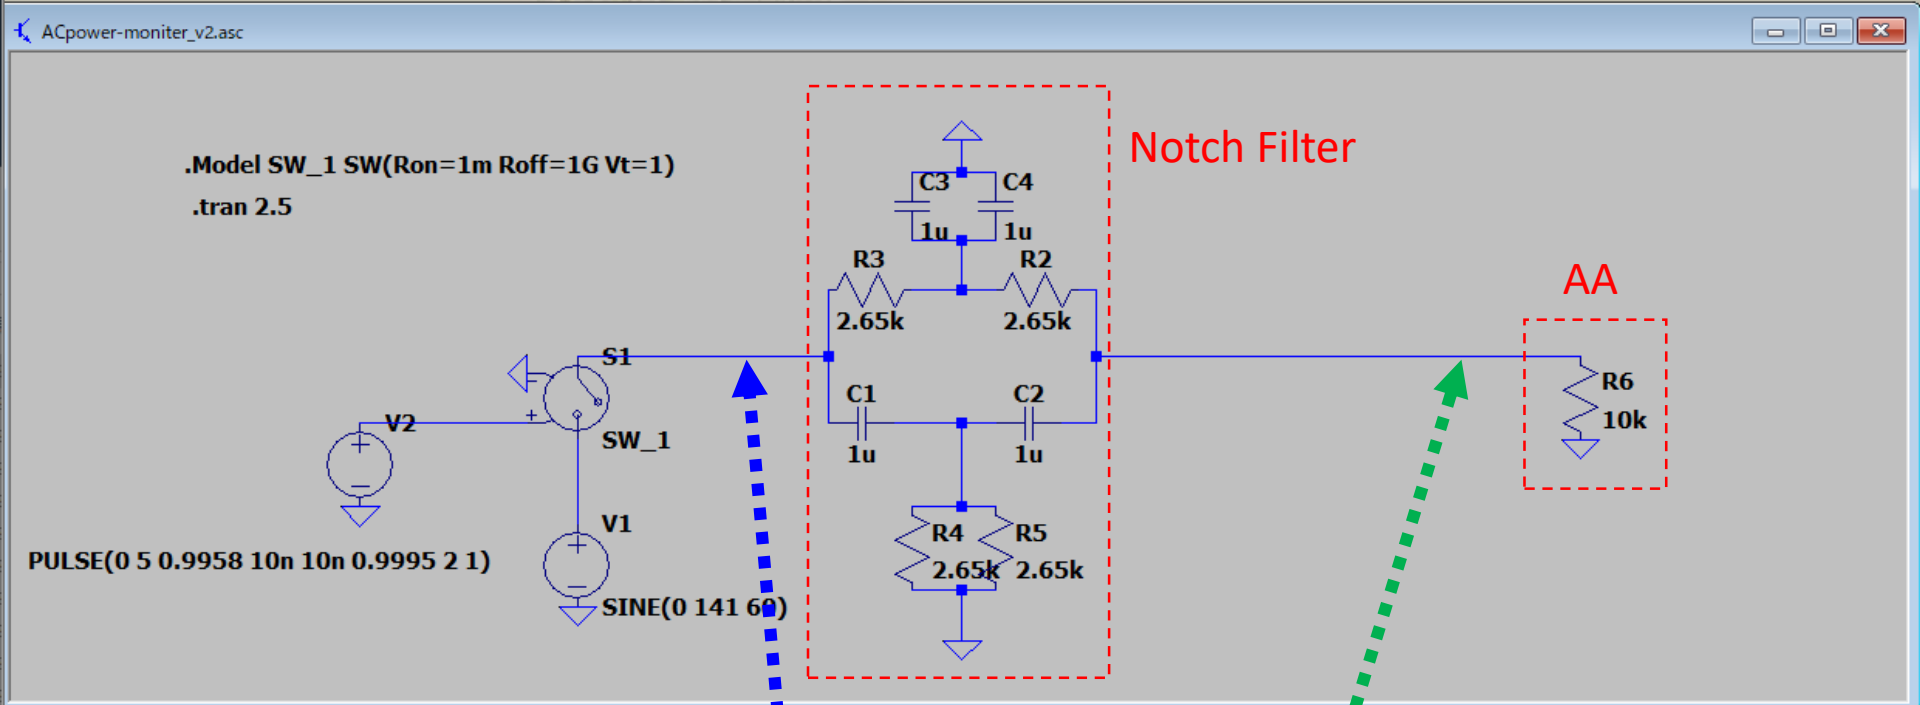 ACpower-moniter_v2.asc
.Model SW_1 SW(Ron=1m Roff=1G Vt=1)
.tran 2.5
Notch Filter
C3
C4
1u
1u
R3
R2
2.65k
2.65k
AA
S1
R6
10k
C1
C2
1u
1u
V2
SW_1
V1
R4
R5
2.65k
2.65k
PULSE(0 5 0.9958 10n 10n 0.9995 2 1)
SINE(0 141 60)